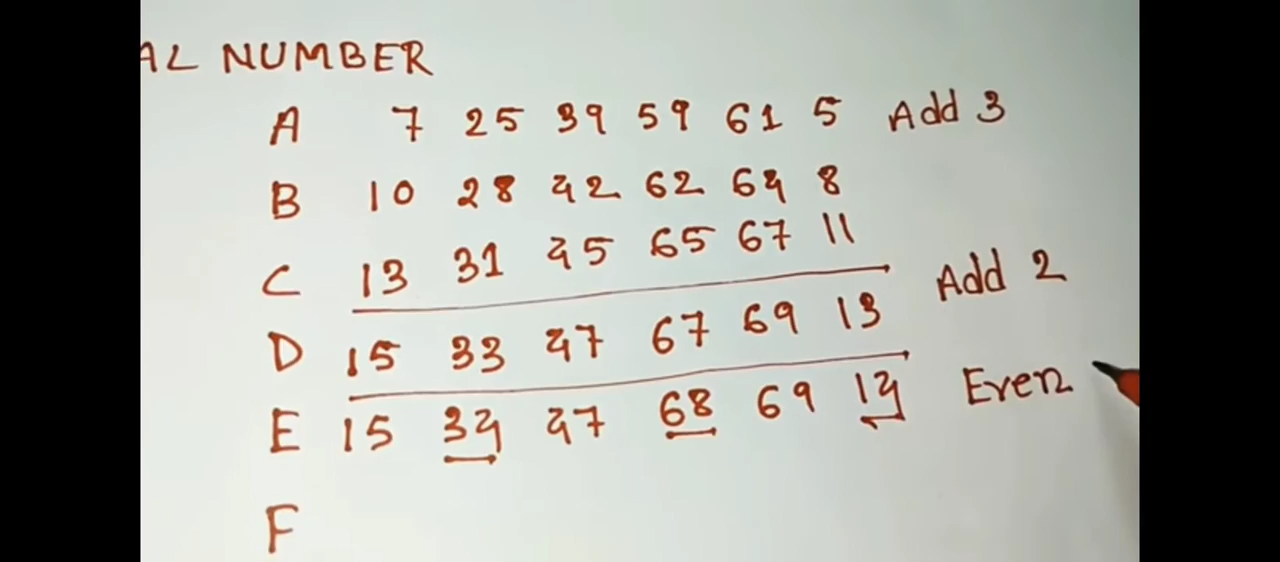 AL NUMBER
A 7 25 39 59 61 5 Add 3
B 10 28 42 62 64 8
C 13 31 45 65 67 11
D 15 33 47 67 69 13 Add 2
E 15 34 47 68 69 14 Even
F